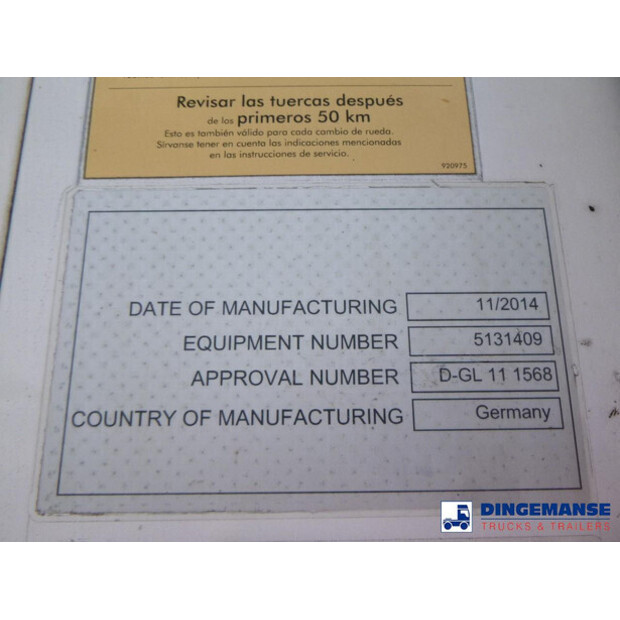 Revisar las tuercas después
de los primeros 50 km
Esto es también válido para cada cambio de rueda.
Sírvanse tener en cuenta las indicaciones mencionadas
en las instrucciones de servicio.
920975
DATE OF MANUFACTURING 11/2014
EQUIPMENT NUMBER 5131409
APPROVAL NUMBER D-GL 11 1568
COUNTRY OF MANUFACTURING Germany
DINGEMANSE
TRUCKS & TRAILERS